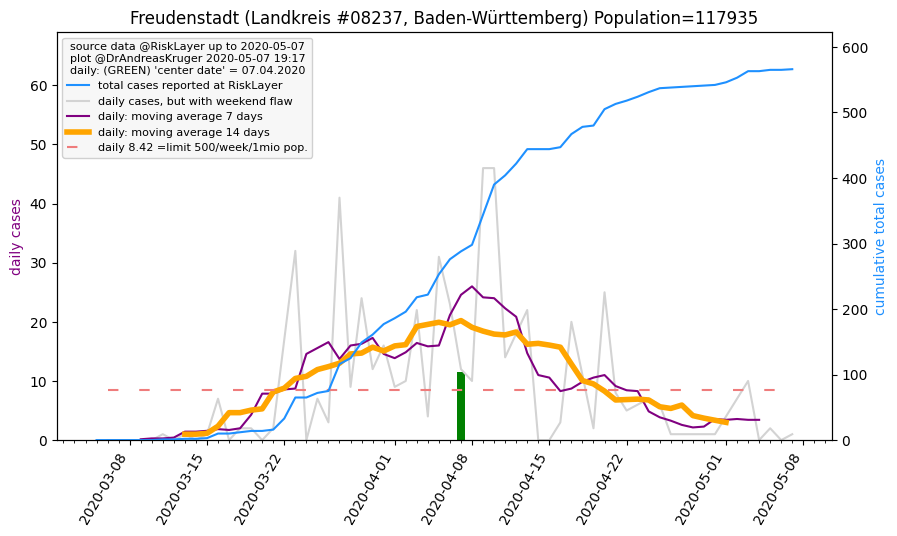 Freudenstadt (Landkreis #08237, Baden-Württemberg) Population=117935
source data @RiskLayer up to 2020-05-07
plot @DrAndreasKruger 2020-05-07 19:17
daily: (GREEN) 'center date' = 07.04.2020
total cases reported at RiskLayer
daily cases, but with weekend flaw
daily: moving average 7 days
daily: moving average 14 days
daily 8.42 =limit 500/week/1mio pop.
daily cases
60
50
40
30
20
10
0
600
500
400
300
200
100
0
cumulative total cases
2020-03-08
2020-03-15
2020-03-22
2020-04-01
2020-04-08
2020-04-15
2020-04-22
2020-05-01
2020-05-08